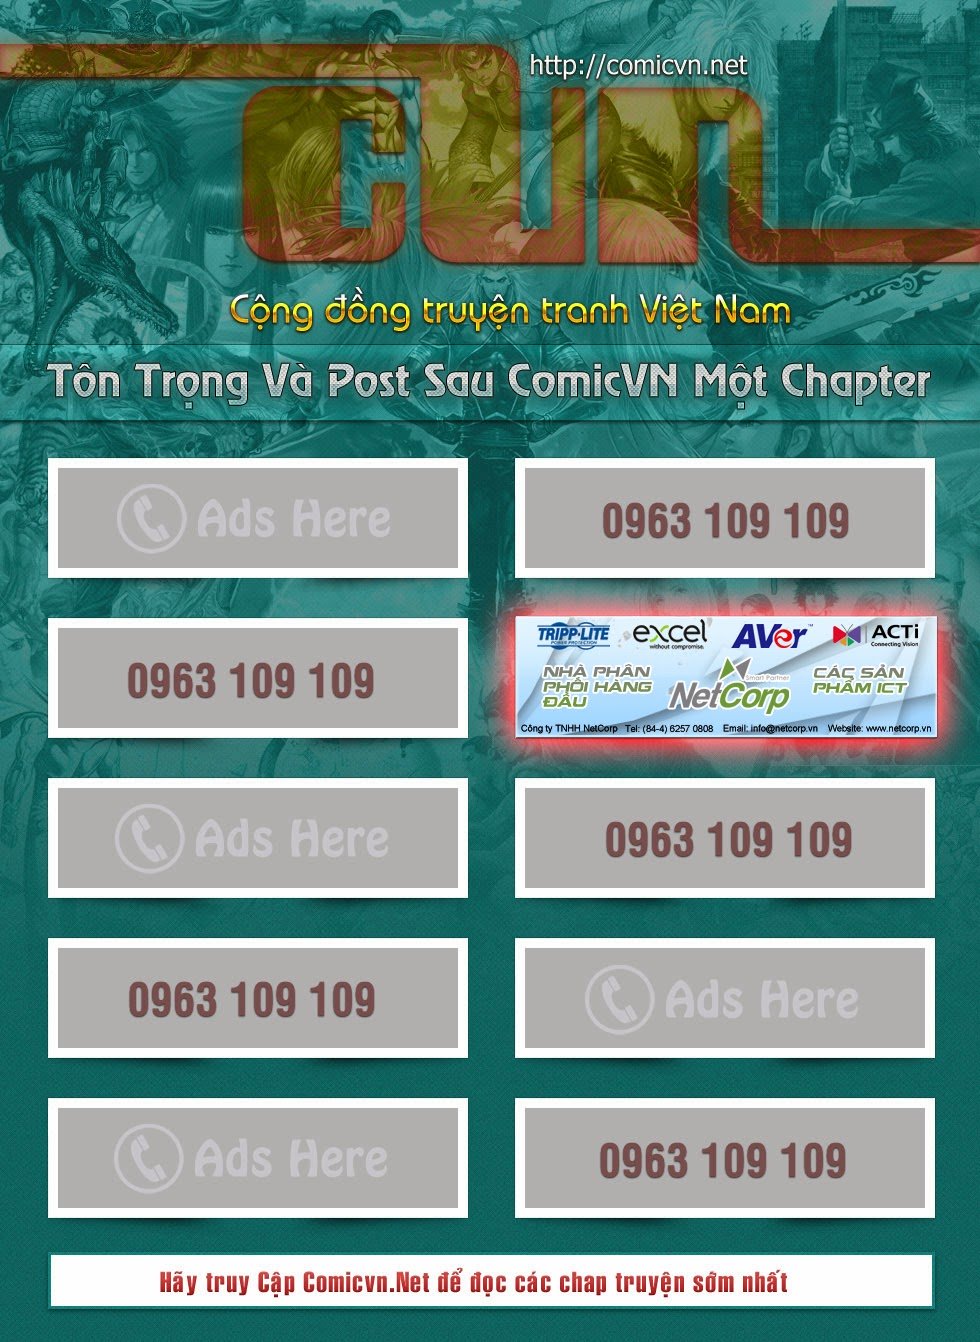 http://comicvn.net
CVN
Cộng đồng truyện tranh Việt Nam
Tôn Trọng Và Post Sau ComicVN Một Chapter
Ads Here
0963 109 109
0963 109 109
TRIPP·LITE
POWER PROTECTION
excel
without compromise.
AVer™
ACTi
Connecting Vision
NHÀ PHÂN
PHỐI HÀNG
ĐẦU
Smart Partner
NetCorp
CÁC SẢN
PHẨM ICT
Công ty TNHH NetCorp Tel: (84-4) 6257 0808 Email: info@netcorp.vn Website: www.netcorp.vn
Ads Here
0963 109 109
0963 109 109
Ads Here
Ads Here
0963 109 109
Hãy truy Cập Comicvn.Net để đọc các chap truyện sớm nhất